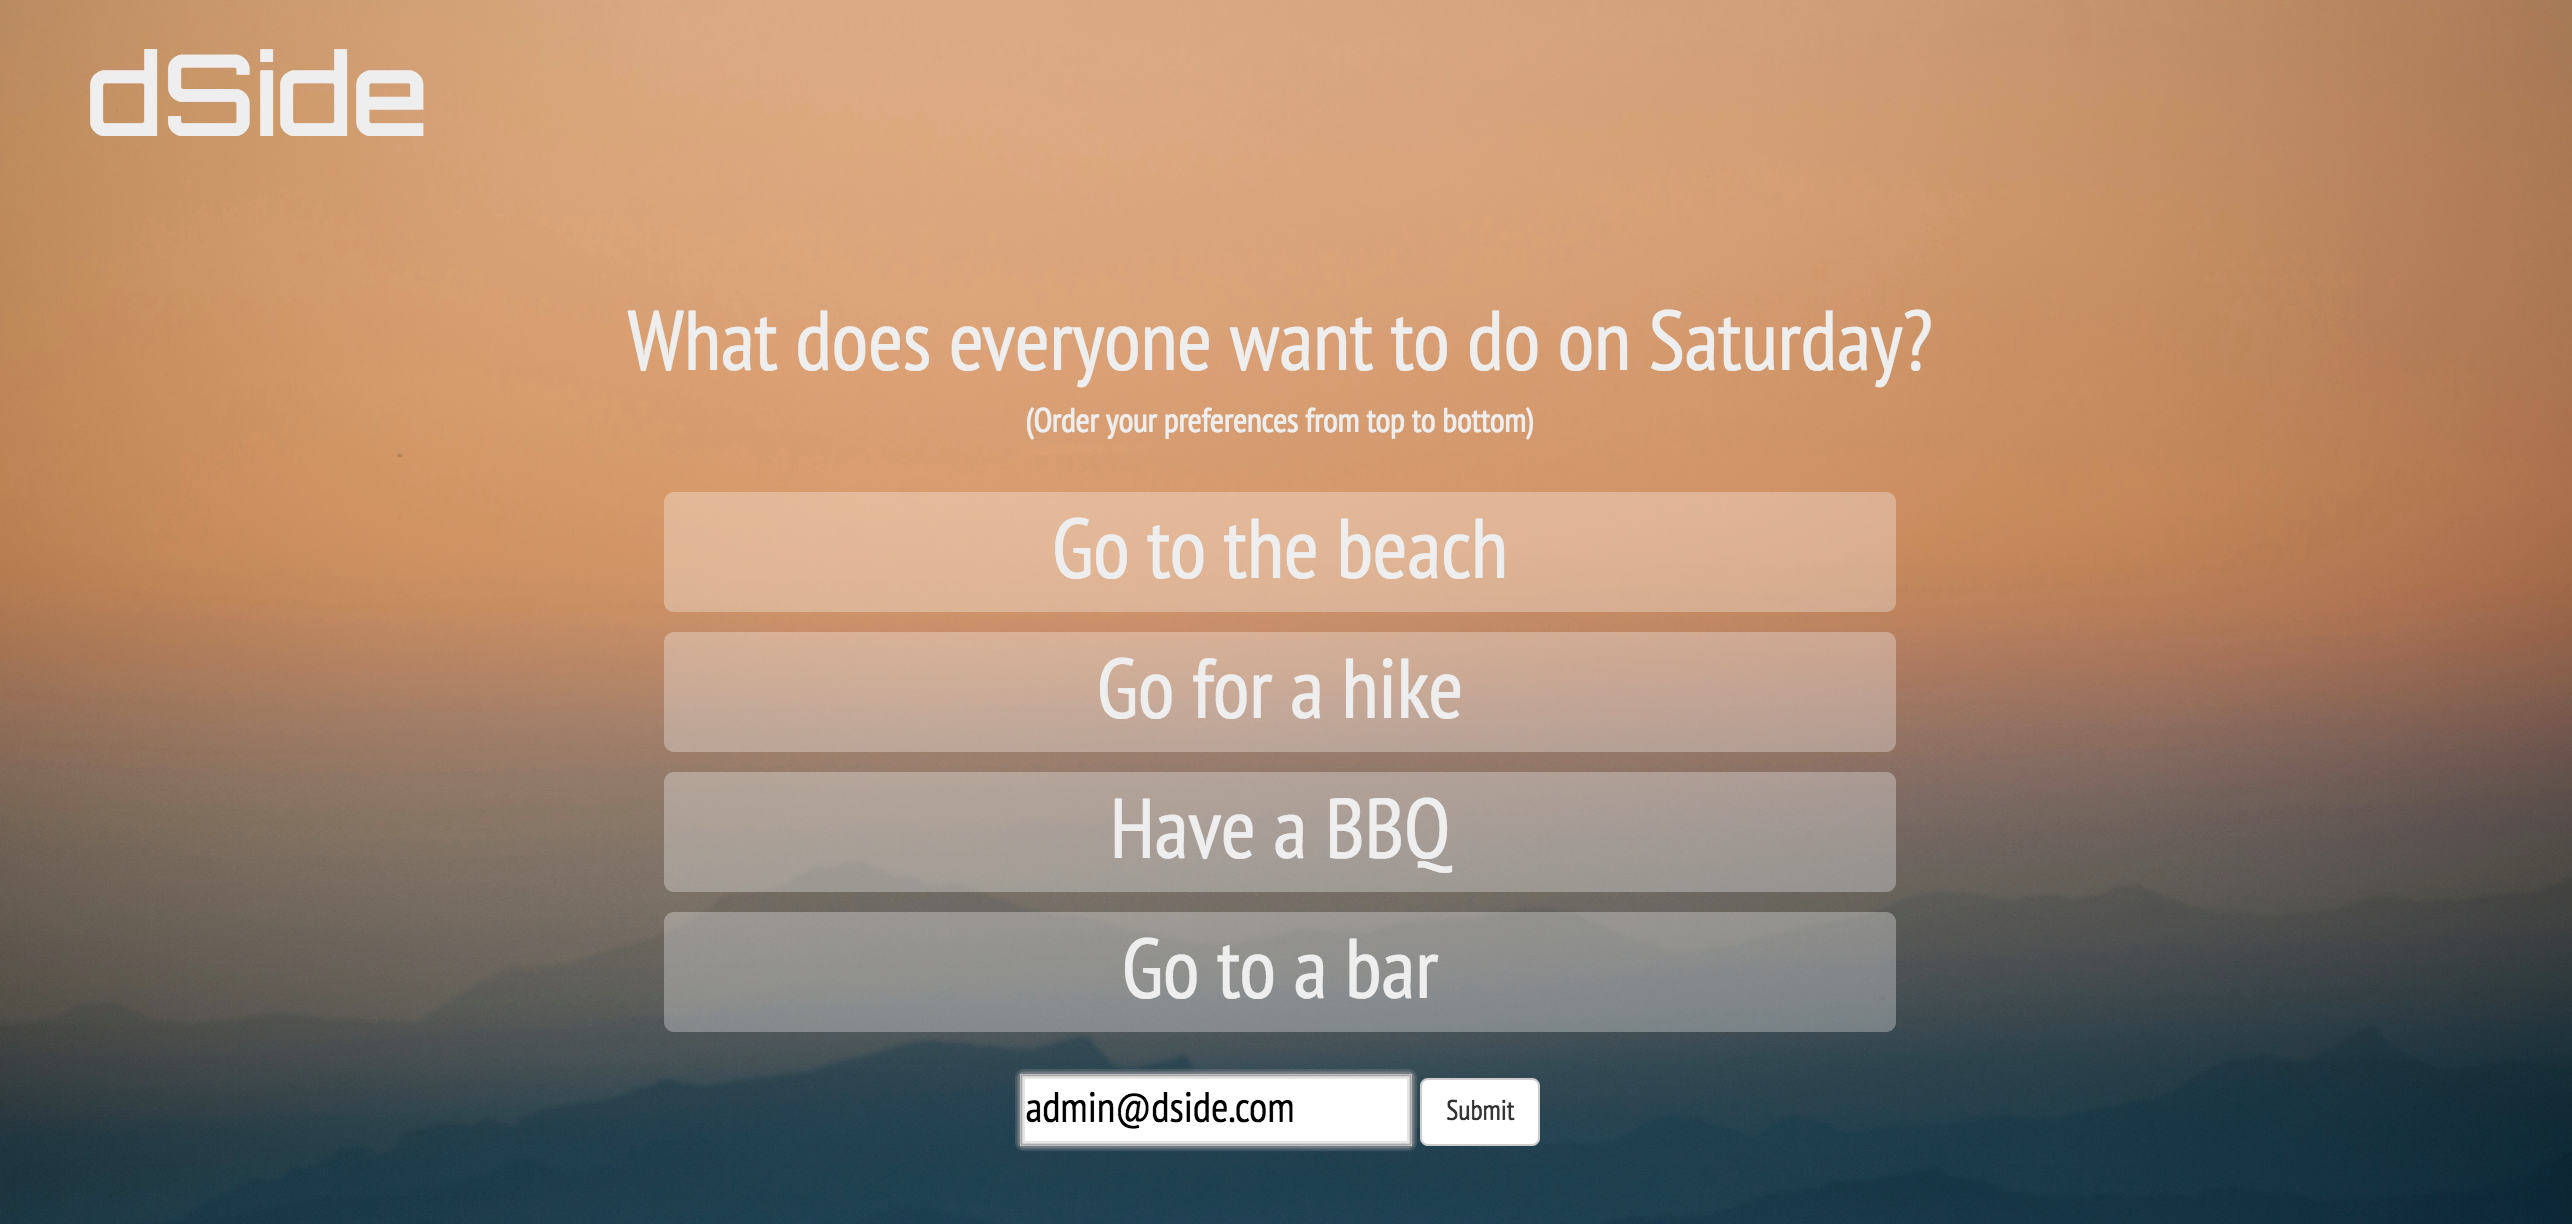 dSide
What does everyone want to do on Saturday?
(Order your preferences from top to bottom)
Go to the beach
Go for a hike
Have a BBQ
Go to a bar
admin@dside.com
Submit